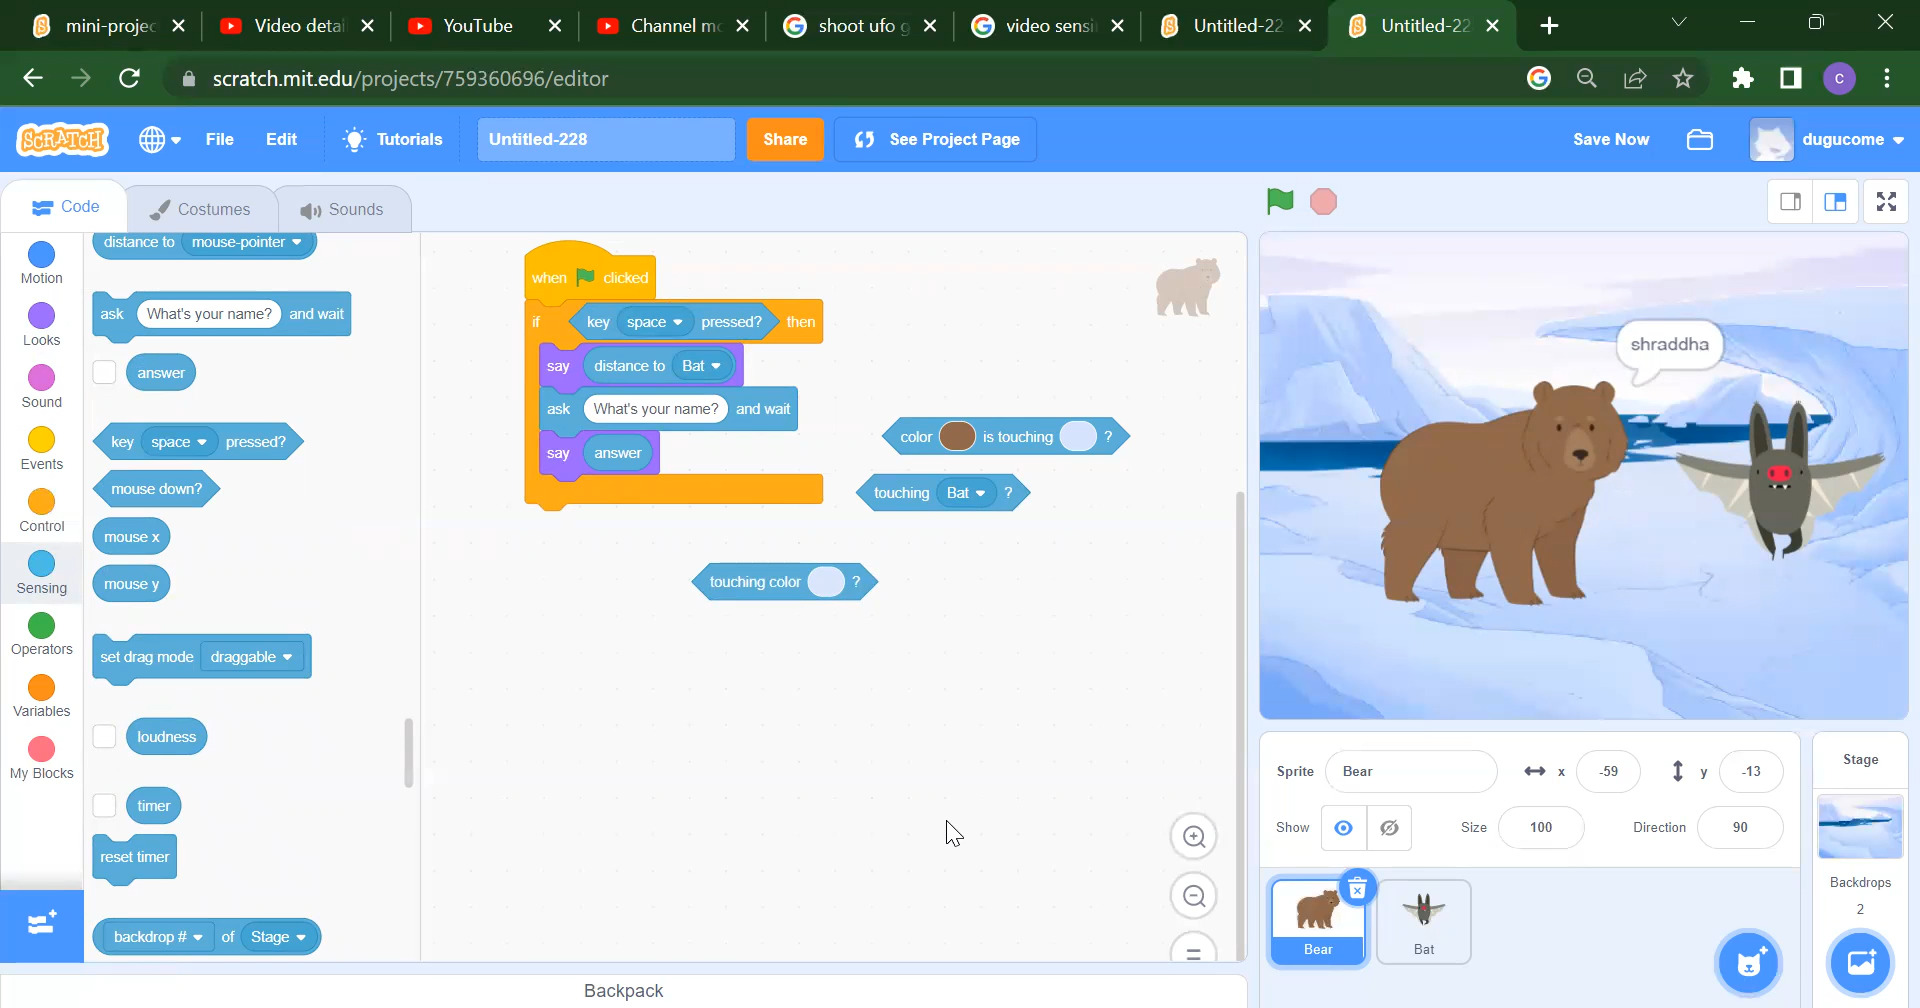 mini-projec
Video detai
YouTube
Channel mo
shoot ufo g
video sensi
Untitled-22
Untitled-22
scratch.mit.edu/projects/759360696/editor
C
SCRATCH
File
Edit
Tutorials
Untitled-228
Share
See Project Page
Save Now
dugucome
Code
Costumes
Sounds
Motion
Looks
Sound
Events
Control
Sensing
Operators
Variables
My Blocks
distance to mouse-pointer
ask What's your name? and wait
answer
key space pressed?
mouse down?
mouse x
mouse y
set drag mode draggable
loudness
timer
reset timer
backdrop # of Stage
when clicked
if key space pressed? then
say distance to Bat
ask What's your name? and wait
say answer
color is touching ?
touching Bat ?
touching color ?
Backpack
shraddha
Sprite Bear x -59 y -13
Show Size 100 Direction 90
Bear
Bat
Stage
Backdrops
2